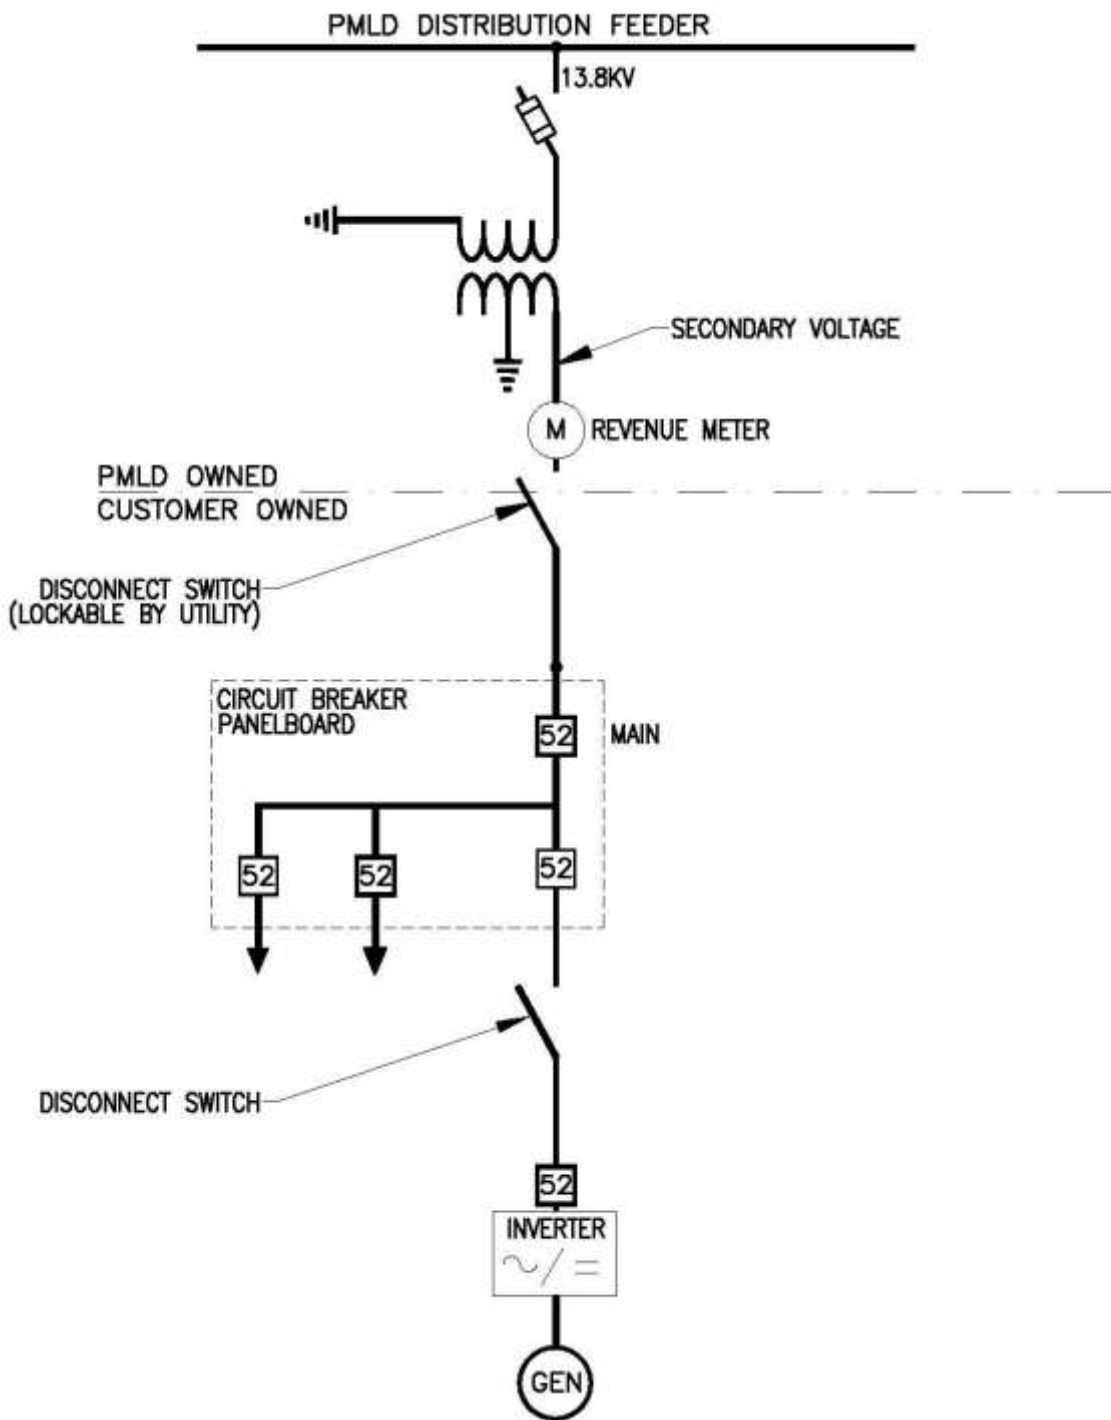 PMLD DISTRIBUTION FEEDER
13.8KV
SECONDARY VOLTAGE
M REVENUE METER
PMLD OWNED
CUSTOMER OWNED
DISCONNECT SWITCH
(LOCKABLE BY UTILITY)
CIRCUIT BREAKER
PANELBOARD
52 MAIN
52 52 52
DISCONNECT SWITCH
52
INVERTER
GEN